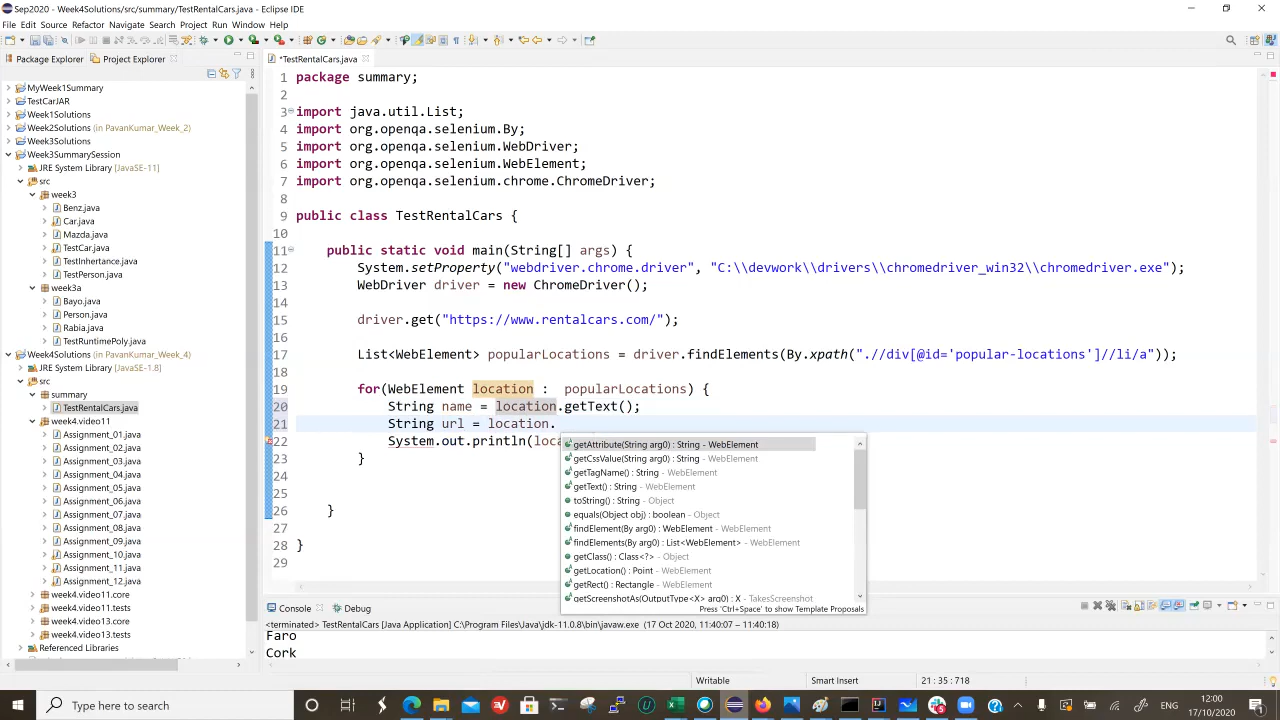 Sep2020 - Week4Solutions/src/summary/TestRentalCars.java - Eclipse IDE
File Edit Source Refactor Navigate Search Project Run Window Help
Package Explorer
Project Explorer
MyWeek1Summary
TestCarJAR
Week1Solutions
Week2Solutions (in PavanKumar_Week_2)
Week3Solutions
Week3SummarySession
JRE System Library [JavaSE-11]
src
week3
Benz.java
Car.java
Mazda.java
TestCar.java
TestInhertance.java
TestPerson.java
week3a
Bayo.java
Person.java
Rabia.java
TestRuntimePoly.java
Week4Solutions (in PavanKumar_Week_4)
JRE System Library [JavaSE-1.8]
src
summary
TestRentalCars.java
week4.video11
Assignment_01.java
Assignment_02.java
Assignment_03.java
Assignment_04.java
Assignment_05.java
Assignment_06.java
Assignment_07.java
Assignment_08.java
Assignment_09.java
Assignment_10.java
Assignment_11.java
Assignment_12.java
week4.video11.core
week4.video11.tests
week4.video13.core
week4.video13.tests
Referenced Libraries
*TestRentalCars.java
1 package summary;
2
3 import java.util.List;
4 import org.openqa.selenium.By;
5 import org.openqa.selenium.WebDriver;
6 import org.openqa.selenium.WebElement;
7 import org.openqa.selenium.chrome.ChromeDriver;
8
9 public class TestRentalCars {
10
11 public static void main(String[] args) {
12 System.setProperty("webdriver.chrome.driver", "C:\\devwork\\drivers\\chromedriver_win32\\chromedriver.exe");
13 WebDriver driver = new ChromeDriver();
14
15 driver.get("https://www.rentalcars.com/");
16
17 List<WebElement> popularLocations = driver.findElements(By.xpath(".//div[@id='popular-locations']//li/a"));
18
19 for(WebElement location : popularLocations) {
20 String name = location.getText();
21 String url = location.
22 System.out.println(loca
23 }
24
25
26 }
27
28 }
29
getAttribute(String arg0) : String - WebElement
getCssValue(String arg0) : String - WebElement
getTagName() : String - WebElement
getText() : String - WebElement
toString() : String - Object
equals(Object obj) : boolean - Object
findElement(By arg0) : WebElement - WebElement
findElements(By arg0) : List<WebElement> - WebElement
getClass() : Class<?> - Object
getLocation() : Point - WebElement
getRect() : Rectangle - WebElement
getScreenshotAs(OutputType<X> arg0) : X - TakesScreenshot
Press 'Ctrl+Space' to show Template Proposals
Console
Debug
<terminated> TestRentalCars [Java Application] C:\Program Files\Java\jdk-11.0.8\bin\javaw.exe (17 Oct 2020, 11:40:07 – 11:40:18)
Faro
Cork
Writable
Smart Insert
21 : 35 : 718
Type here to search
ENG
12:00
17/10/2020